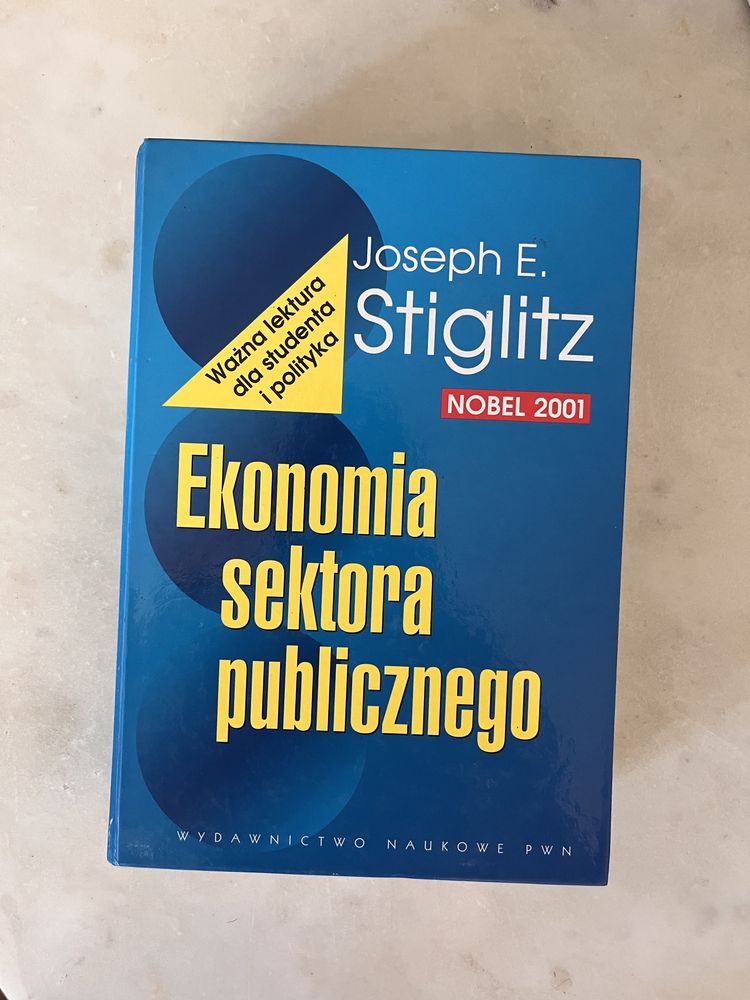 Joseph E.
Stiglitz
NOBEL 2001
Ważna lektura
dla studenta
i polityka
Ekonomia
sektora
publicznego
WYDAWNICTWO NAUKOWE PWN